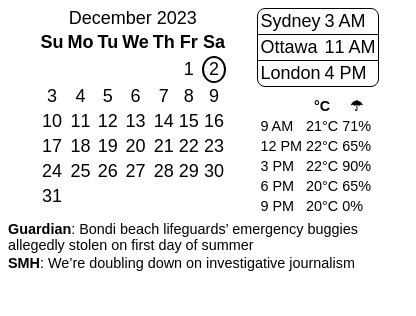 December 2023
Su Mo Tu We Th Fr Sa
1 2
3 4 5 6 7 8 9
10 11 12 13 14 15 16
17 18 19 20 21 22 23
24 25 26 27 28 29 30
31
Sydney 3 AM
Ottawa 11 AM
London 4 PM
°C ☂
9 AM 21°C 71%
12 PM 22°C 65%
3 PM 22°C 90%
6 PM 20°C 65%
9 PM 20°C 0%
Guardian: Bondi beach lifeguards’ emergency buggies
allegedly stolen on first day of summer
SMH: We’re doubling down on investigative journalism